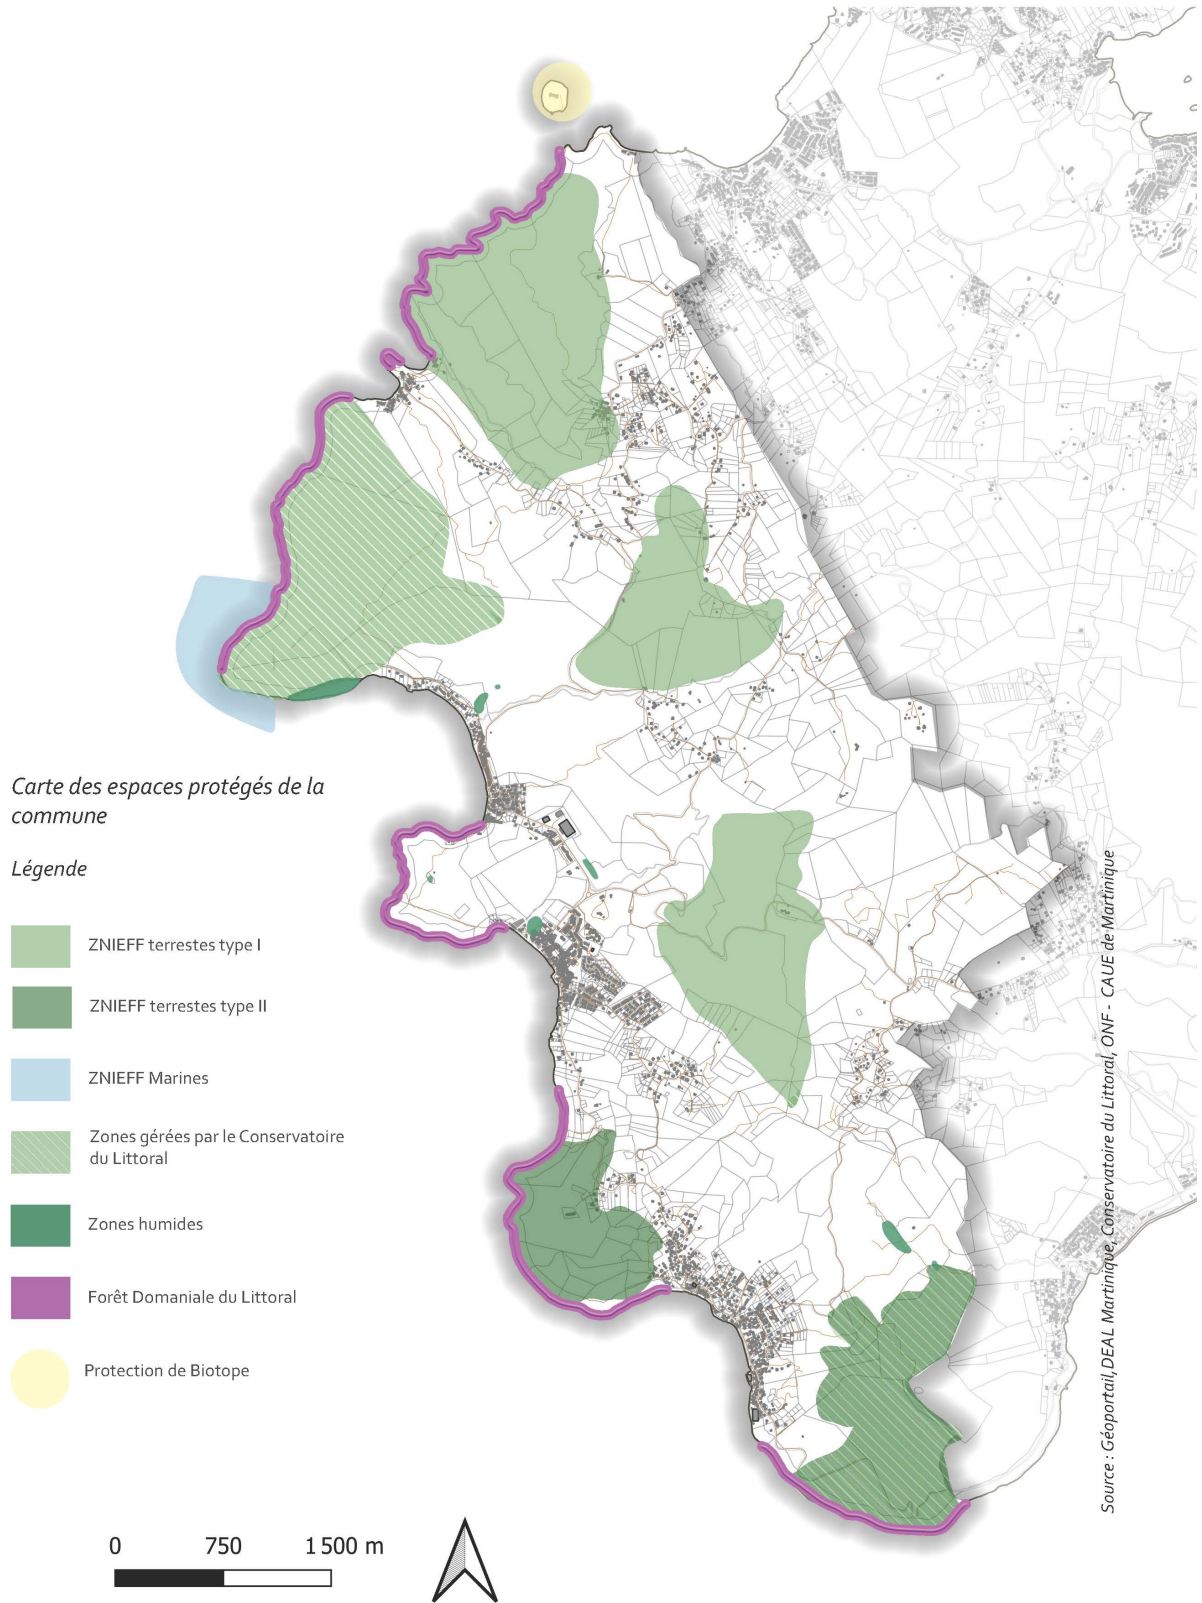 Carte des espaces protégés de la
commune
Légende
ZNIEFF terrestes type I
ZNIEFF terrestes type II
ZNIEFF Marines
Zones gérées par le Conservatoire
du Littoral
Zones humides
Forêt Domaniale du Littoral
Protection de Biotope
0 750 1 500 m
Source : Géoportail,DEAL Martinique, Conservatoire du Littoral, ONF - CAUE de Martinique